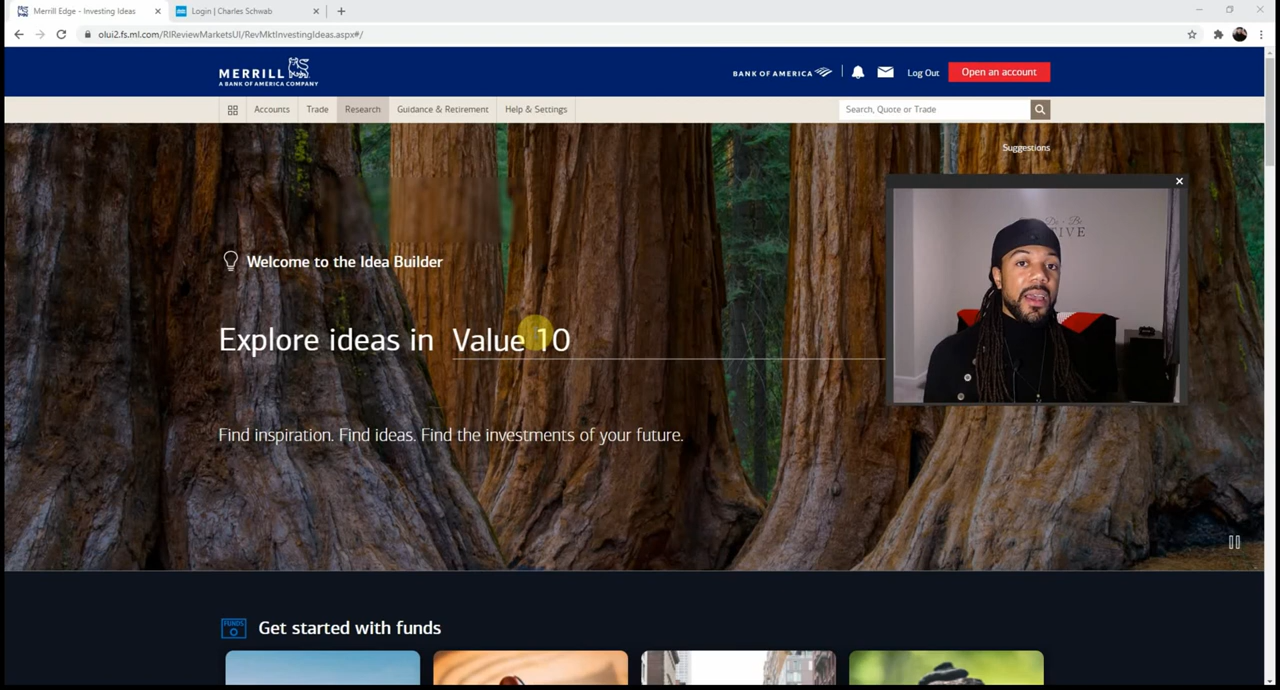 Merrill Edge - Investing Ideas
Login | Charles Schwab
olui2.fs.ml.com/RIReviewMarketsUI/RevMktInvestingIdeas.aspx#/
MERRILL
A BANK OF AMERICA COMPANY
BANK OF AMERICA
Log Out
Open an account
Accounts
Trade
Research
Guidance & Retirement
Help & Settings
Search, Quote or Trade
Suggestions
Welcome to the Idea Builder
Explore ideas in Value 10
Find inspiration. Find ideas. Find the investments of your future.
FUNDS
Get started with funds